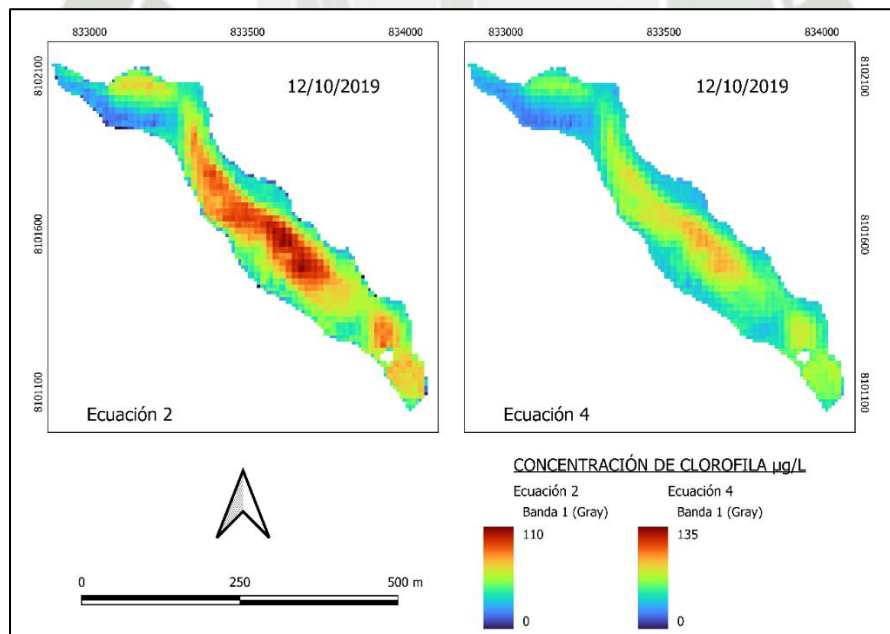 833000 833500 834000
833000 833500 834000
8102100
8101600
8101100
12/10/2019
Ecuación 2
12/10/2019
Ecuación 4
8102100
8101600
8101100
CONCENTRACIÓN DE CLOROFILA µg/L
Ecuación 2
Banda 1 (Gray)
110
0
Ecuación 4
Banda 1 (Gray)
135
0
0 250 500 m